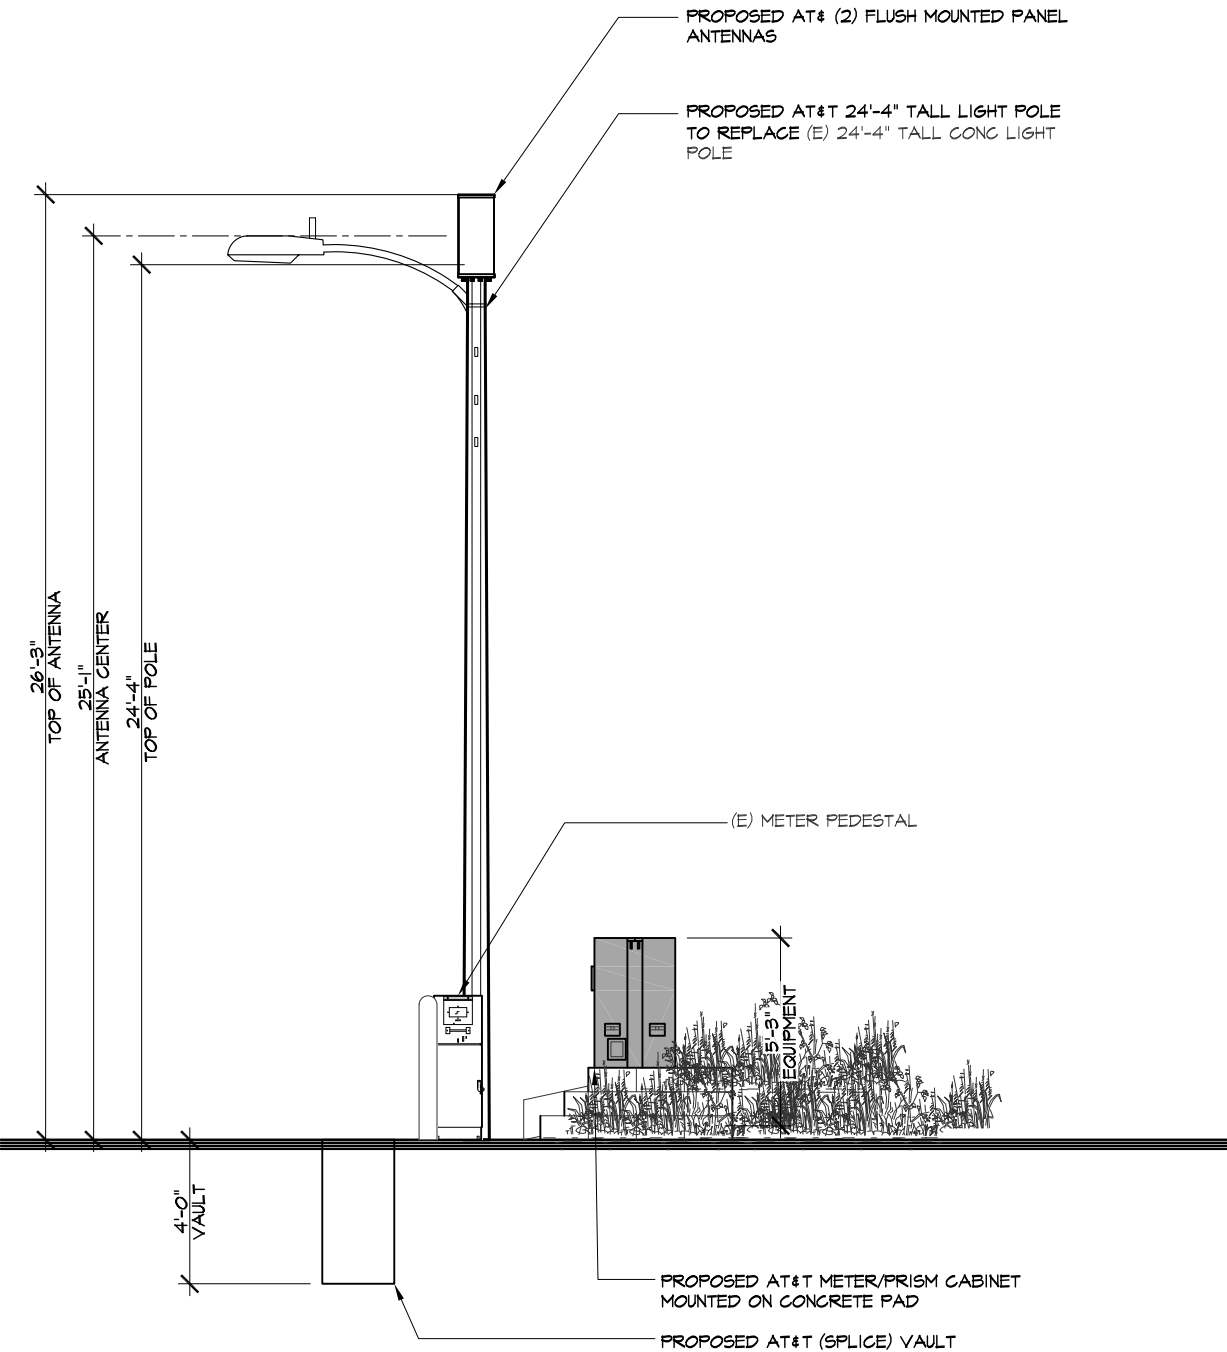 PROPOSED AT& (2) FLUSH MOUNTED PANEL
ANTENNAS
PROPOSED AT&T 24'-4" TALL LIGHT POLE
TO REPLACE (E) 24'-4" TALL CONC LIGHT
POLE
26'-3"
TOP OF ANTENNA
25'-1"
ANTENNA CENTER
24'-4"
TOP OF POLE
(E) METER PEDESTAL
5'-3"
EQUIPMENT
4'-0"
VAULT
PROPOSED AT&T METER/PRISM CABINET
MOUNTED ON CONCRETE PAD
PROPOSED AT&T (SPLICE) VAULT